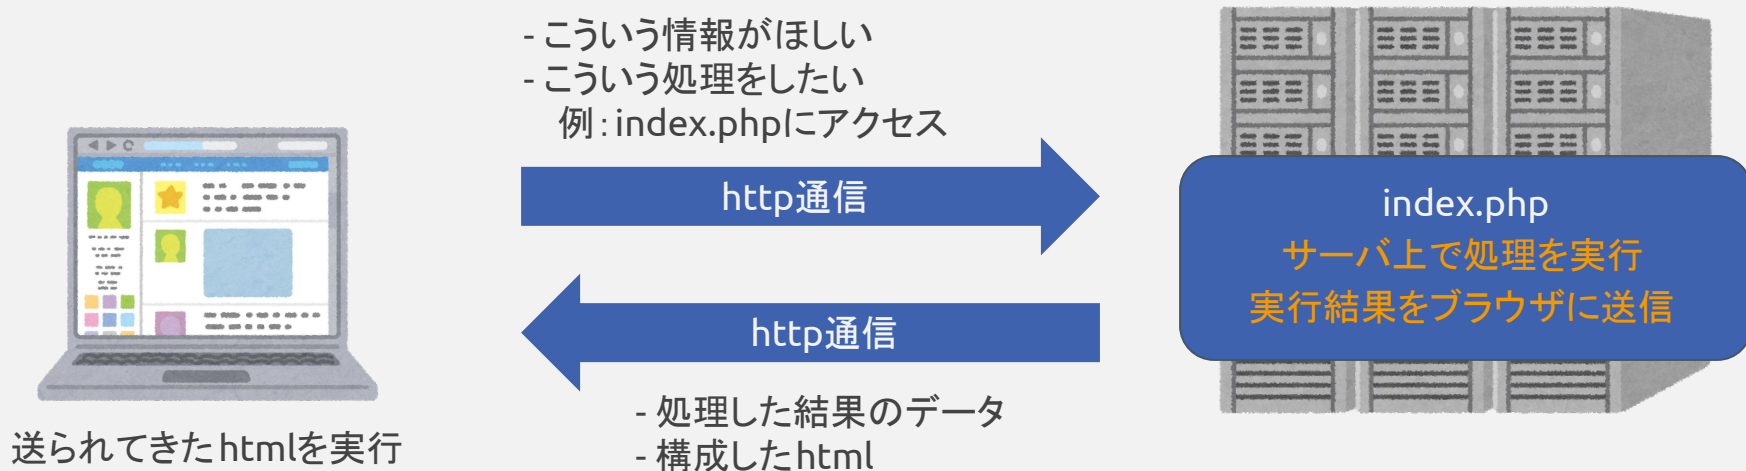 - こういう情報がほしい
- こういう処理をしたい
例：index.phpにアクセス
http通信
index.php
サーバ上で処理を実行
実行結果をブラウザに送信
http通信
- 処理した結果のデータ
- 構成したhtml
送られてきたhtmlを実行